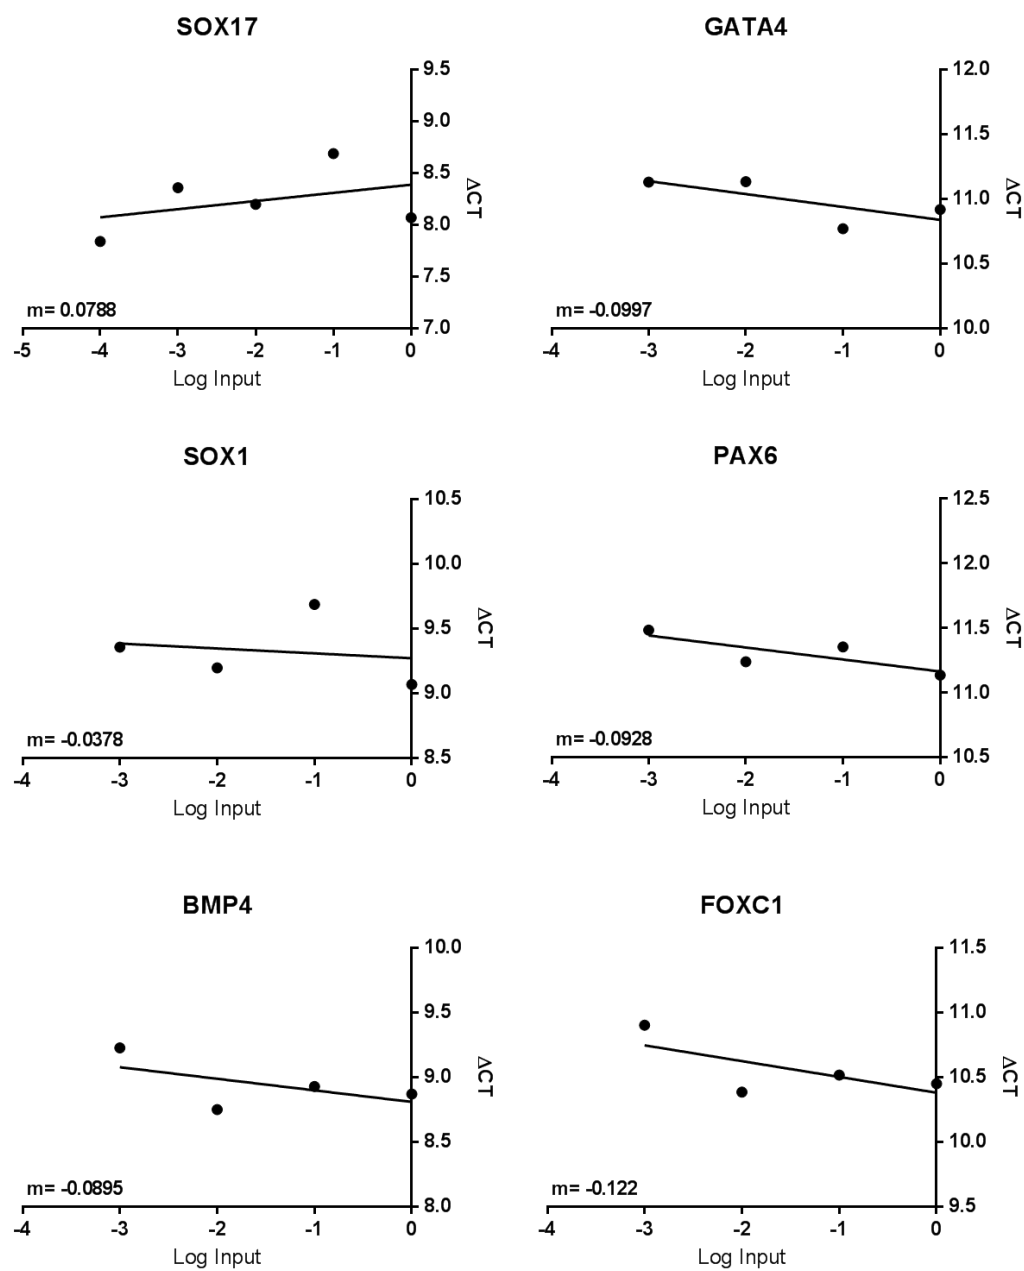 SOX17
9.5
9.0
8.5
8.0
7.5
7.0
ΔCT
m= 0.0788
-5 -4 -3 -2 -1 0
Log Input
GATA4
12.0
11.5
11.0
10.5
10.0
ΔCT
m= -0.0997
-4 -3 -2 -1 0
Log Input
SOX1
10.5
10.0
9.5
9.0
8.5
ΔCT
m= -0.0378
-4 -3 -2 -1 0
Log Input
PAX6
12.5
12.0
11.5
11.0
10.5
ΔCT
m= -0.0928
-4 -3 -2 -1 0
Log Input
BMP4
10.0
9.5
9.0
8.5
8.0
ΔCT
m= -0.0895
-4 -3 -2 -1 0
Log Input
FOXC1
11.5
11.0
10.5
10.0
9.5
ΔCT
m= -0.122
-4 -3 -2 -1 0
Log Input